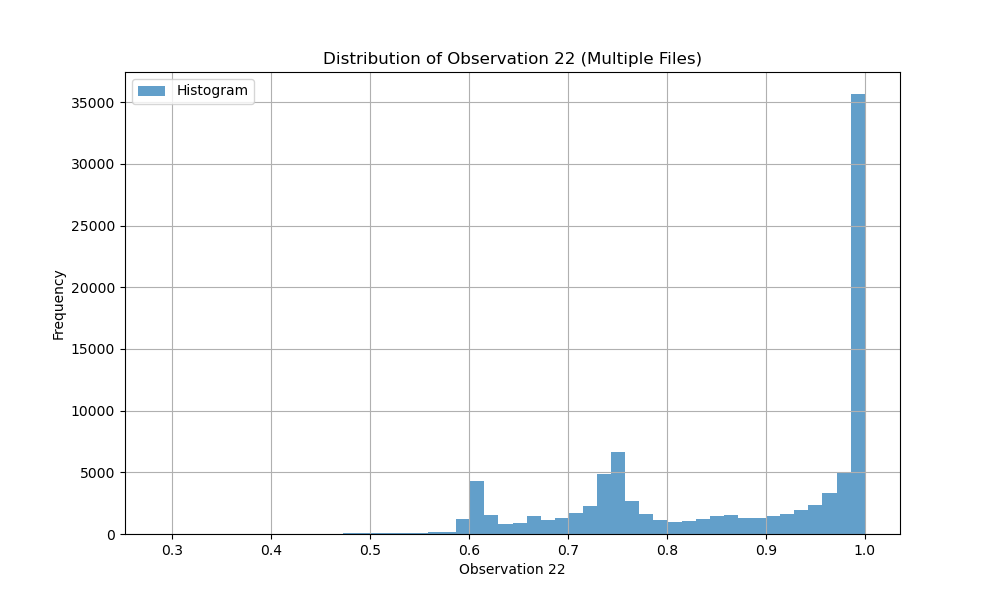 Distribution of Observation 22 (Multiple Files)
Histogram
35000
30000
25000
20000
15000
10000
5000
0
Frequency
0.3 0.4 0.5 0.6 0.7 0.8 0.9 1.0
Observation 22